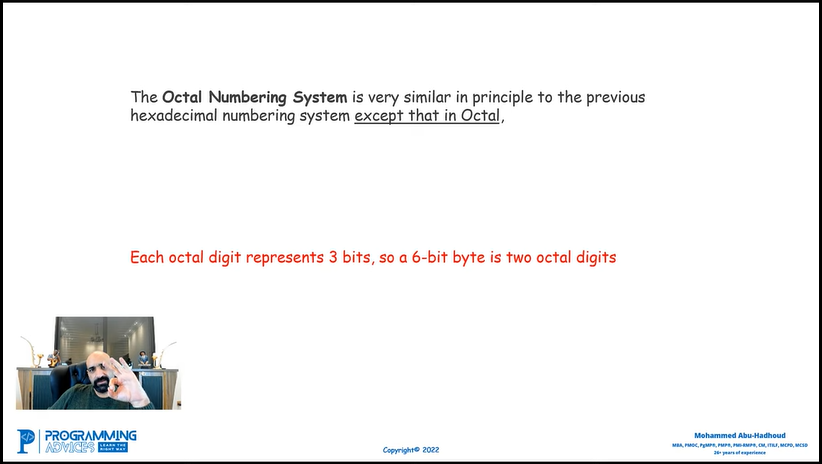 The Octal Numbering System is very similar in principle to the previous
hexadecimal numbering system except that in Octal,
Each octal digit represents 3 bits, so a 6-bit byte is two octal digits
PROGRAMMING
ADVICES LEARN THE RIGHT WAY
Copyright© 2022
Mohammed Abu-Hadhoud
MBA, PMOC, PgMP®, PMP®, PMI-RMP®, CM, ITILF, MCPD, MCSD
26+ years of experience